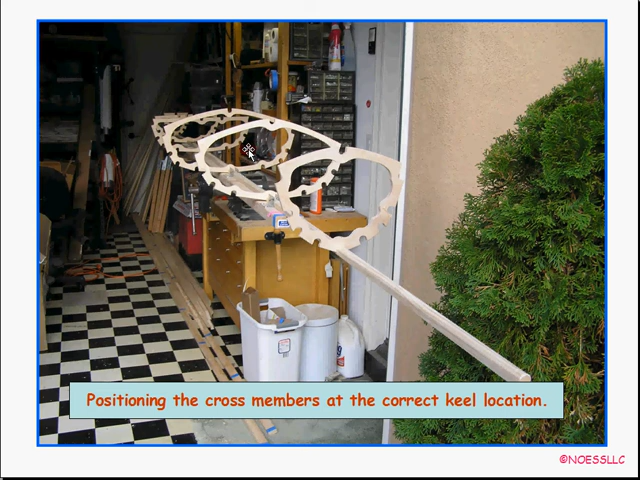 Positioning the cross members at the correct keel location.
©NOESSLLC